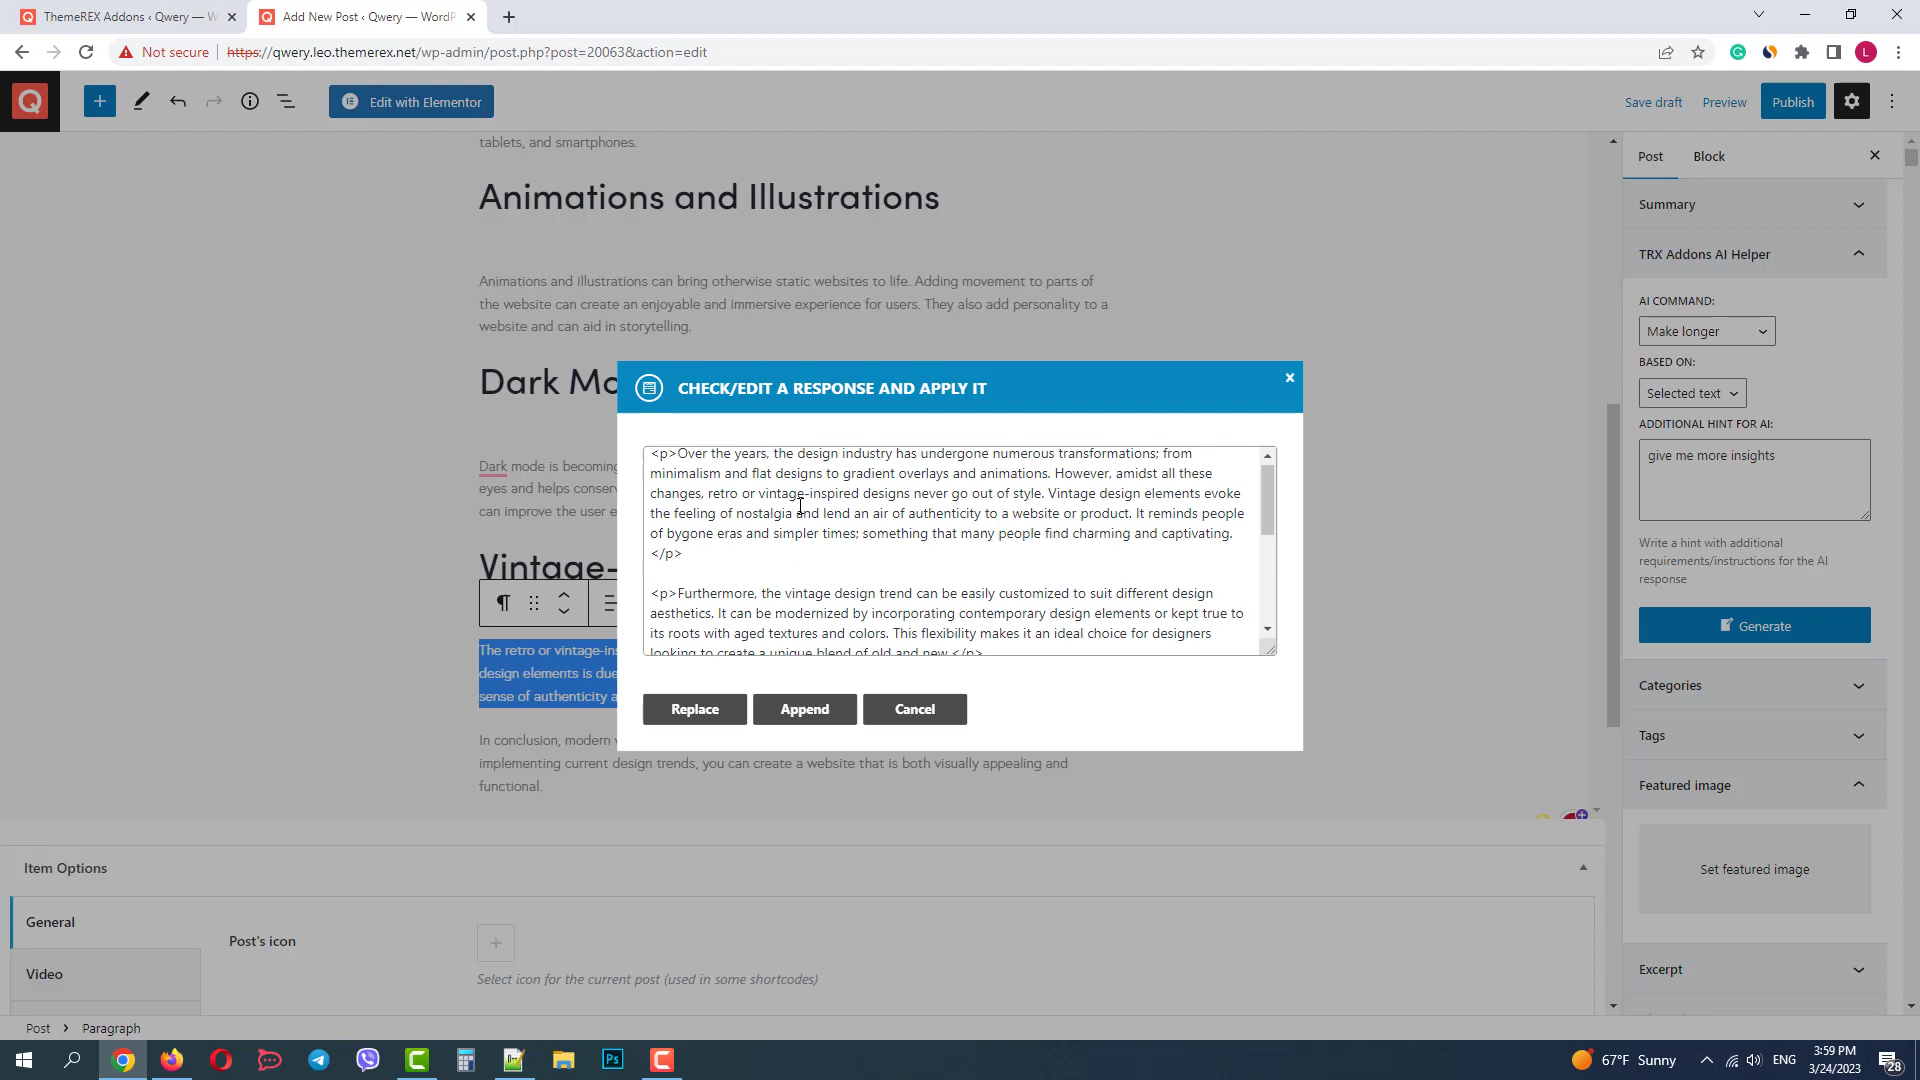 ThemeREX Addons ‹ Qwery — W
Add New Post ‹ Qwery — WordP
Not secure
https://qwery.leo.themerex.net/wp-admin/post.php?post=20063&action=edit
L
Q
Edit with Elementor
Save draft
Preview
Publish
tablets, and smartphones.
Animations and Illustrations
Animations and illustrations can bring otherwise static websites to life. Adding movement to parts of
the website can create an enjoyable and immersive experience for users. They also add personality to a
website and can aid in storytelling.
Dark Mo
Dark mode is becoming
eyes and helps conser
can improve the user e
Vintage-
The retro or vintage-ins
design elements is due
sense of authenticity a
In conclusion, modern
implementing current design trends, you can create a website that is both visually appealing and
functional.
CHECK/EDIT A RESPONSE AND APPLY IT
x
<p>Over the years, the design industry has undergone numerous transformations; from
minimalism and flat designs to gradient overlays and animations. However, amidst all these
changes, retro or vintage-inspired designs never go out of style. Vintage design elements evoke
the feeling of nostalgia and lend an air of authenticity to a website or product. It reminds people
of bygone eras and simpler times; something that many people find charming and captivating.
</p>
<p>Furthermore, the vintage design trend can be easily customized to suit different design
aesthetics. It can be modernized by incorporating contemporary design elements or kept true to
its roots with aged textures and colors. This flexibility makes it an ideal choice for designers
looking to create a unique blend of old and new.</p>
Replace
Append
Cancel
Post
Block
Summary
TRX Addons AI Helper
AI COMMAND:
Make longer
BASED ON:
Selected text
ADDITIONAL HINT FOR AI:
give me more insights
Write a hint with additional
requirements/instructions for the AI
response
Generate
Categories
Tags
Featured image
Set featured image
Excerpt
Item Options
General
Video
Post's icon
Select icon for the current post (used in some shortcodes)
Post
Paragraph
Ps
67°F Sunny
ENG
3:59 PM
3/24/2023
28